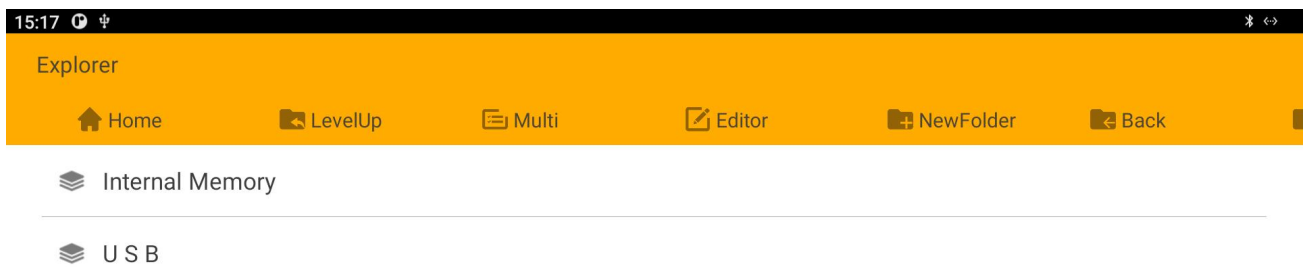 15:17
Explorer
Home LevelUp Multi Editor NewFolder Back
Internal Memory
U S B